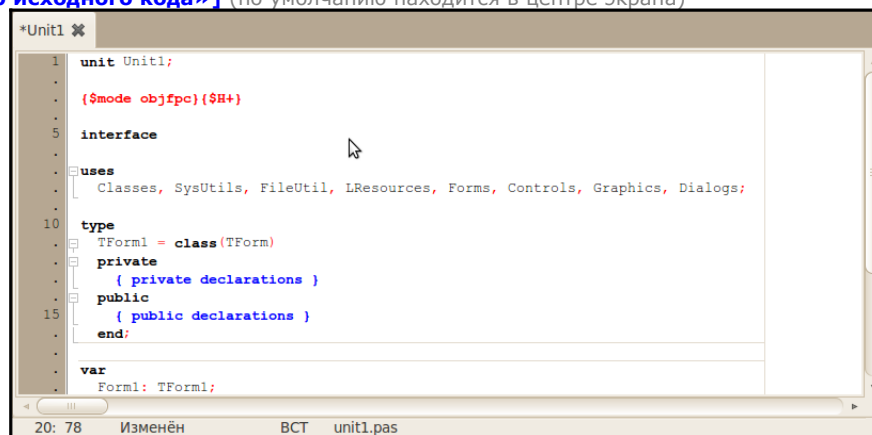 исходного кода»] (по умолчанию находится в центре экрана)
*Unit1 ✖
1 unit Unit1;
.
. {$mode objfpc}{$H+}
.
5 interface
.
. uses
. Classes, SysUtils, FileUtil, LResources, Forms, Controls, Graphics, Dialogs;
.
10 type
. TForm1 = class(TForm)
. private
. { private declarations }
. public
15 { public declarations }
. end;
.
. var
. Form1: TForm1;
20: 78 Изменён ВСТ unit1.pas